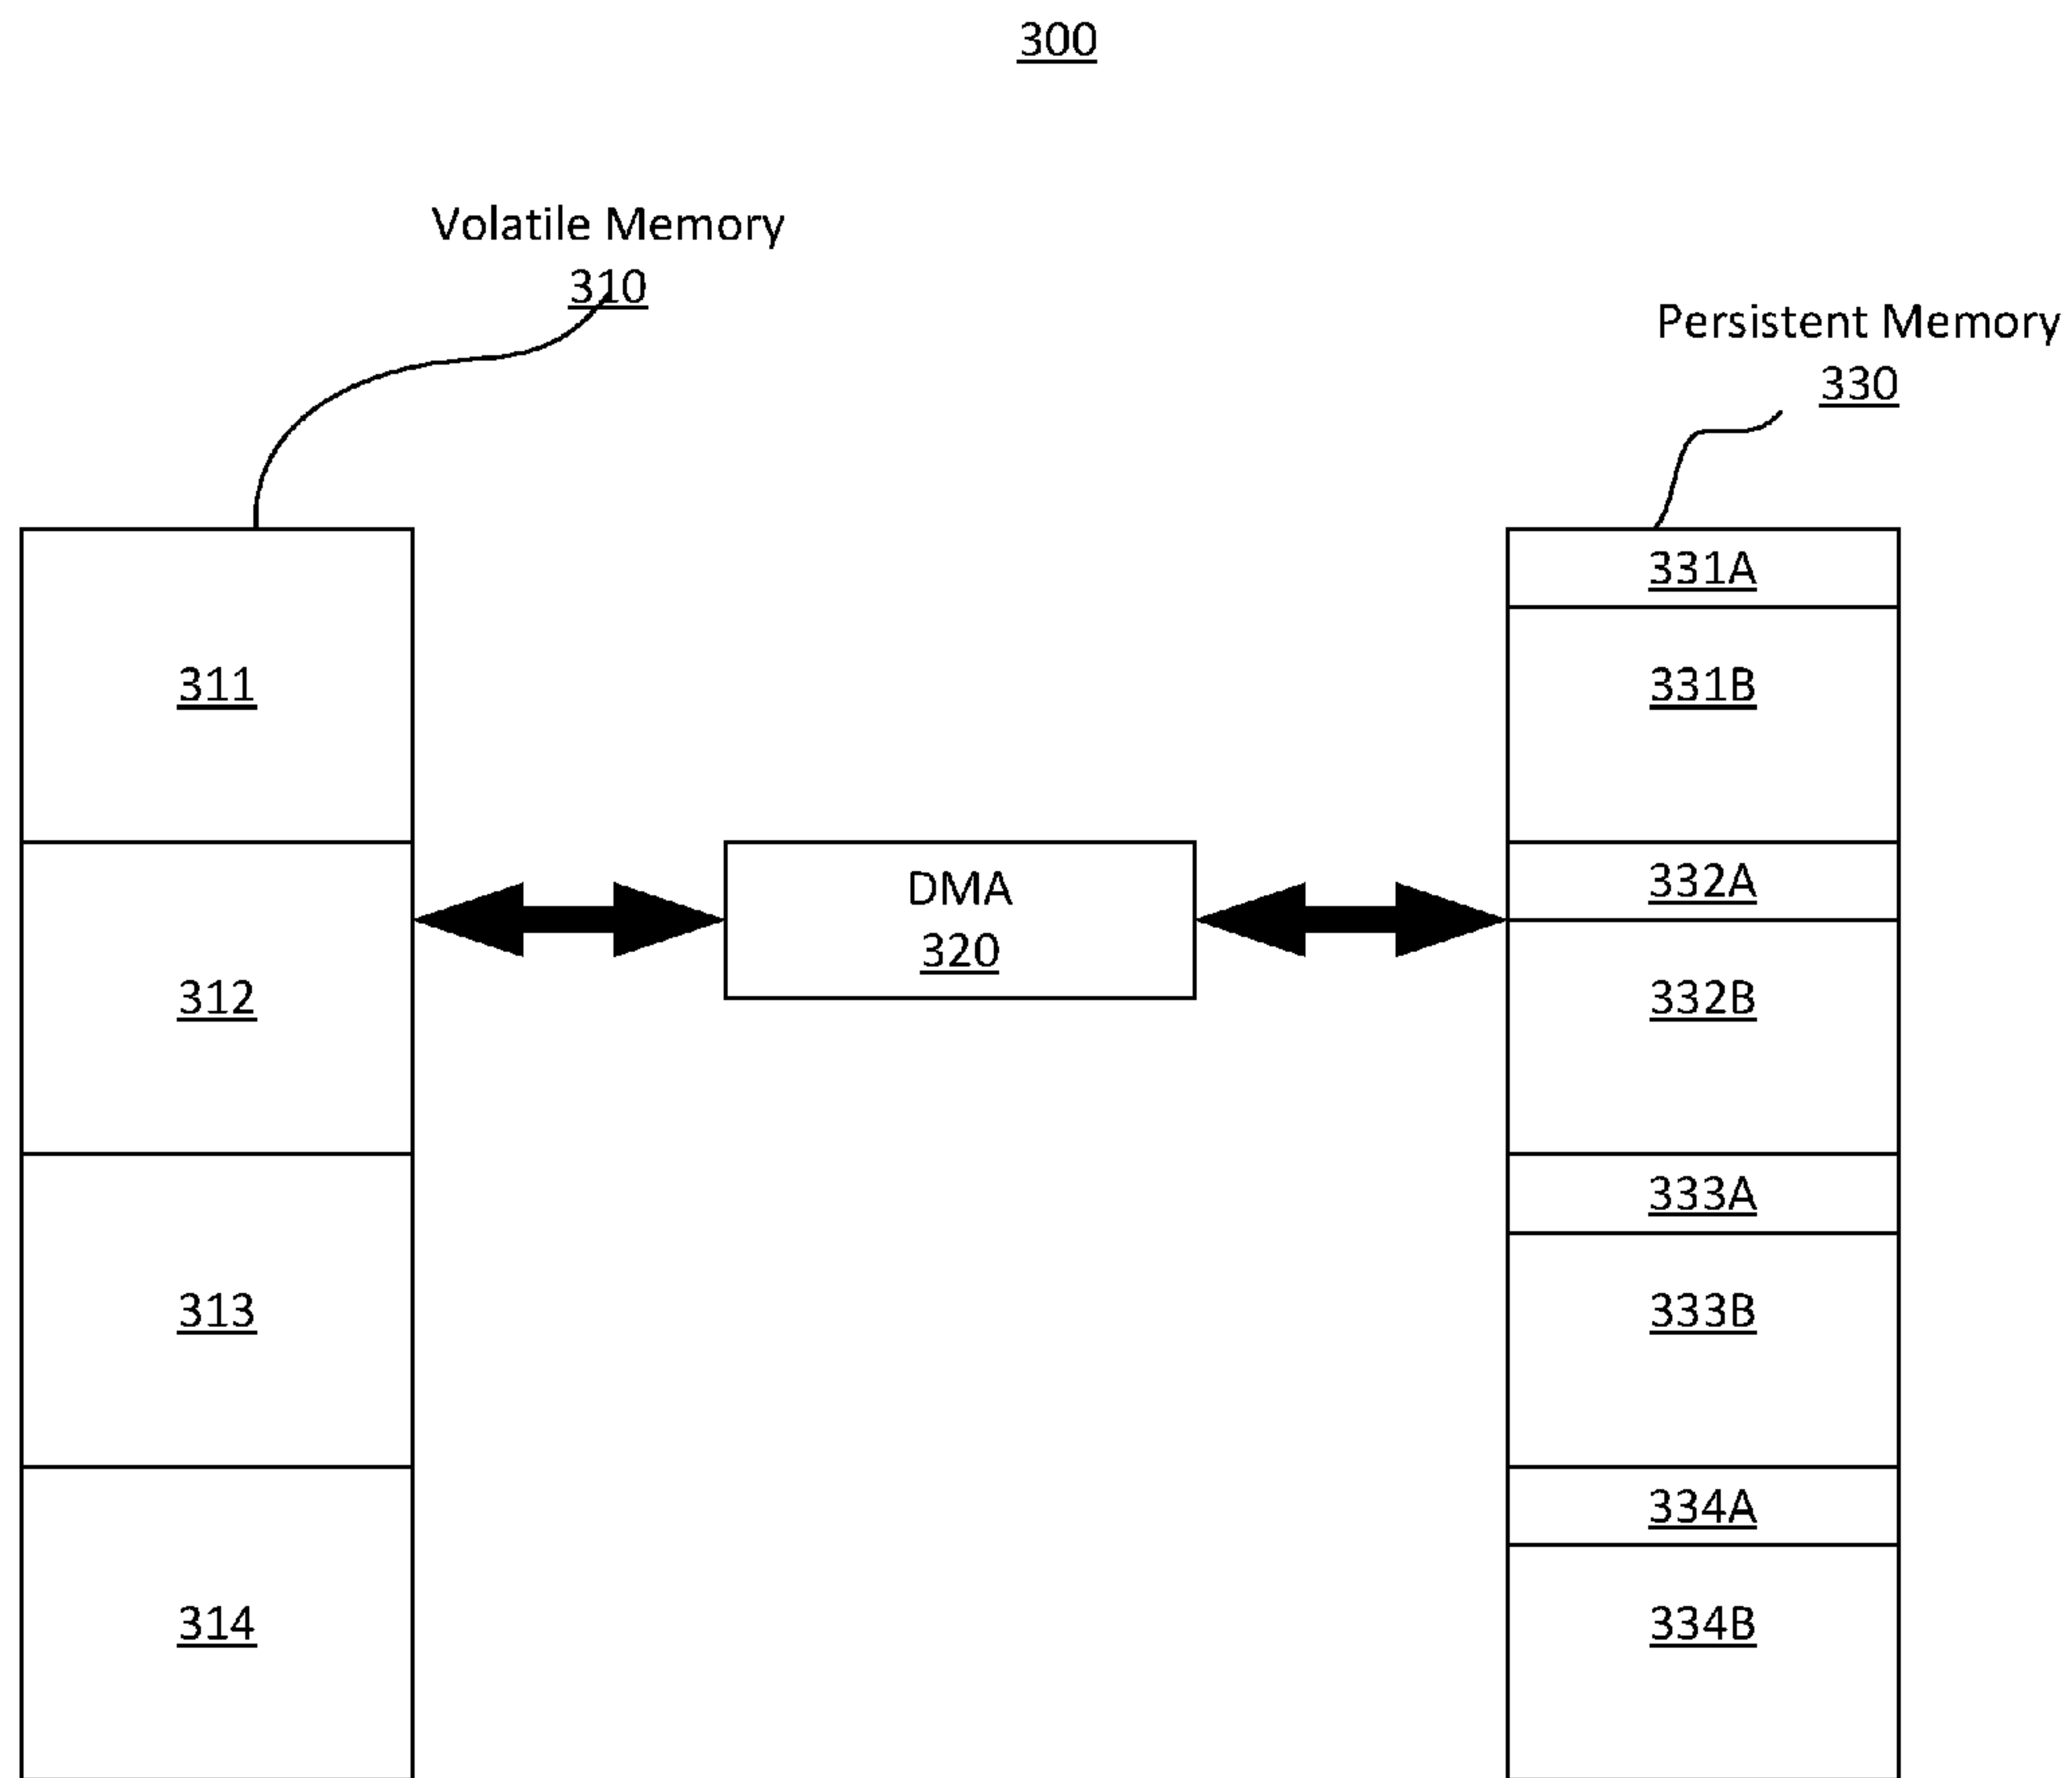 300
Volatile Memory
310
Persistent Memory
330
311
312
313
314
DMA
320
331A
331B
332A
332B
333A
333B
334A
334B